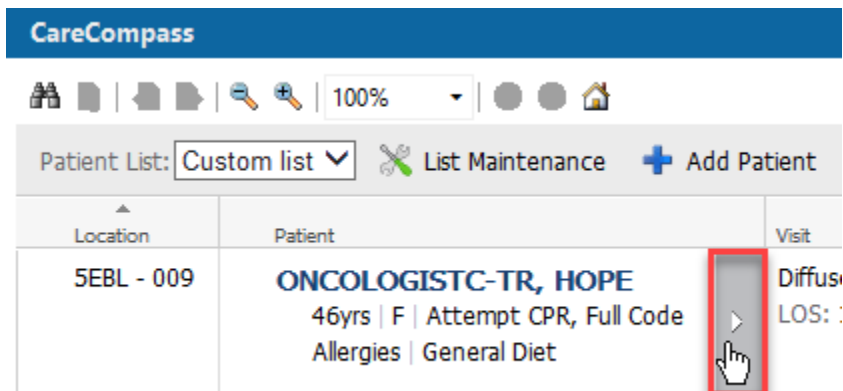 CareCompass
100%
Patient List: Custom list List Maintenance Add Patient
Location Patient Visit
5EBL - 009 ONCOLOGISTC-TR, HOPE Diffuse
46yrs | F | Attempt CPR, Full Code LOS:
Allergies | General Diet